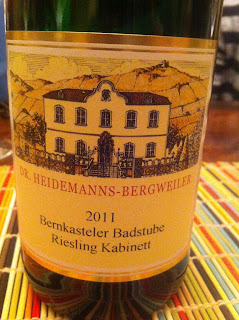 DR. HEIDEMANNS-BERGWEILER
2011
Bernkasteler Badstube
Riesling Kabinett